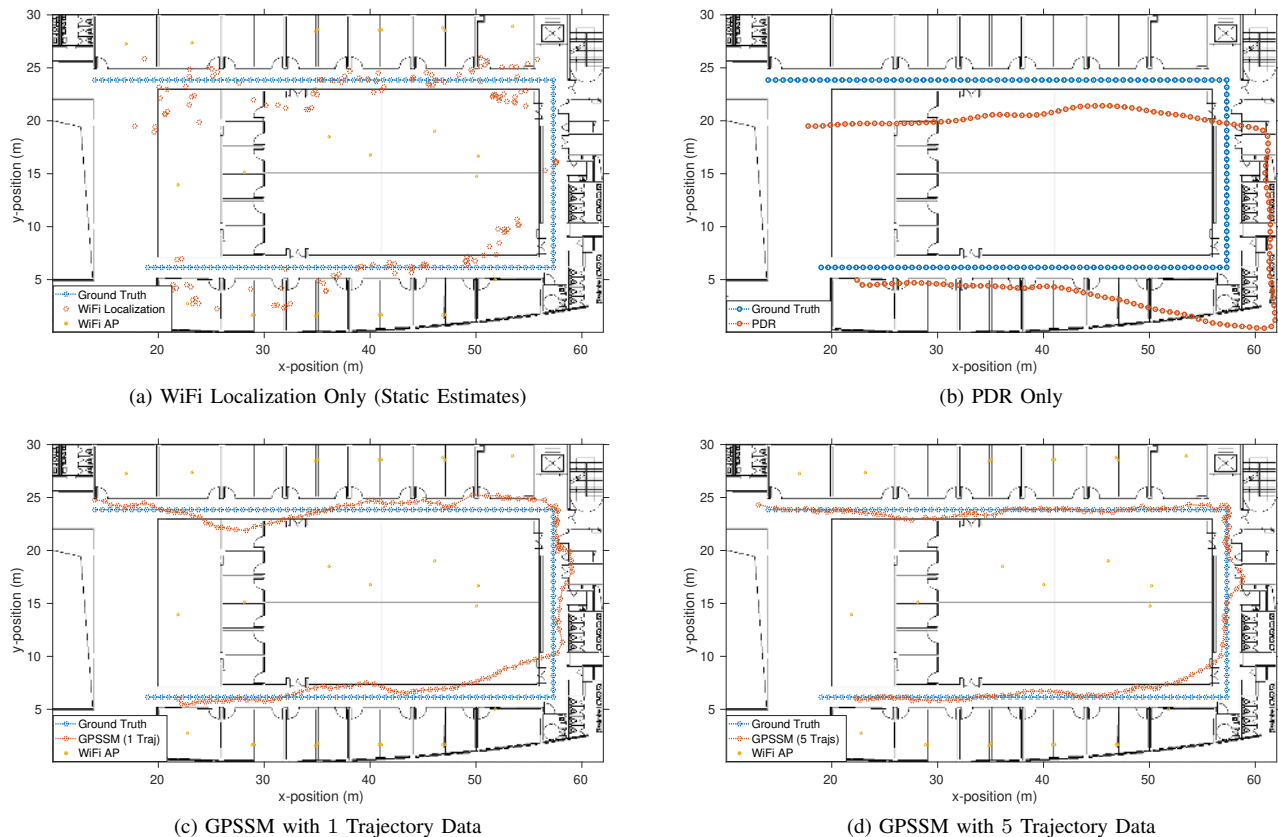 30
25
20
15
10
5
y-position (m)
Ground Truth
WiFi Localization
WiFi AP
20 30 40 50 60
x-position (m)
(a) WiFi Localization Only (Static Estimates)
30
25
20
15
10
5
y-position (m)
Ground Truth
PDR
20 30 40 50 60
x-position (m)
(b) PDR Only
30
25
20
15
10
5
y-position (m)
Ground Truth
GPSSM (1 Traj)
WiFi AP
20 30 40 50 60
x-position (m)
(c) GPSSM with 1 Trajectory Data
30
25
20
15
10
5
y-position (m)
Ground Truth
GPSSM (5 Trajs)
WiFi AP
20 30 40 50 60
x-position (m)
(d) GPSSM with 5 Trajectory Data